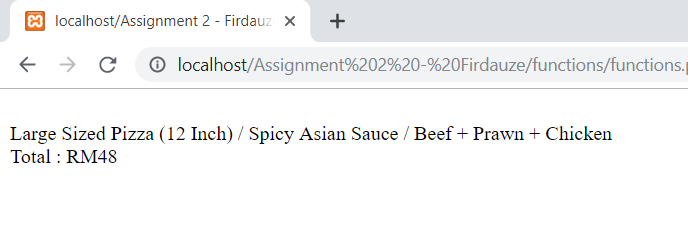 localhost/Assignment 2 - Firdauz
localhost/Assignment%202%20-%20Firdauze/functions/functions.p
Large Sized Pizza (12 Inch) / Spicy Asian Sauce / Beef + Prawn + Chicken
Total : RM48